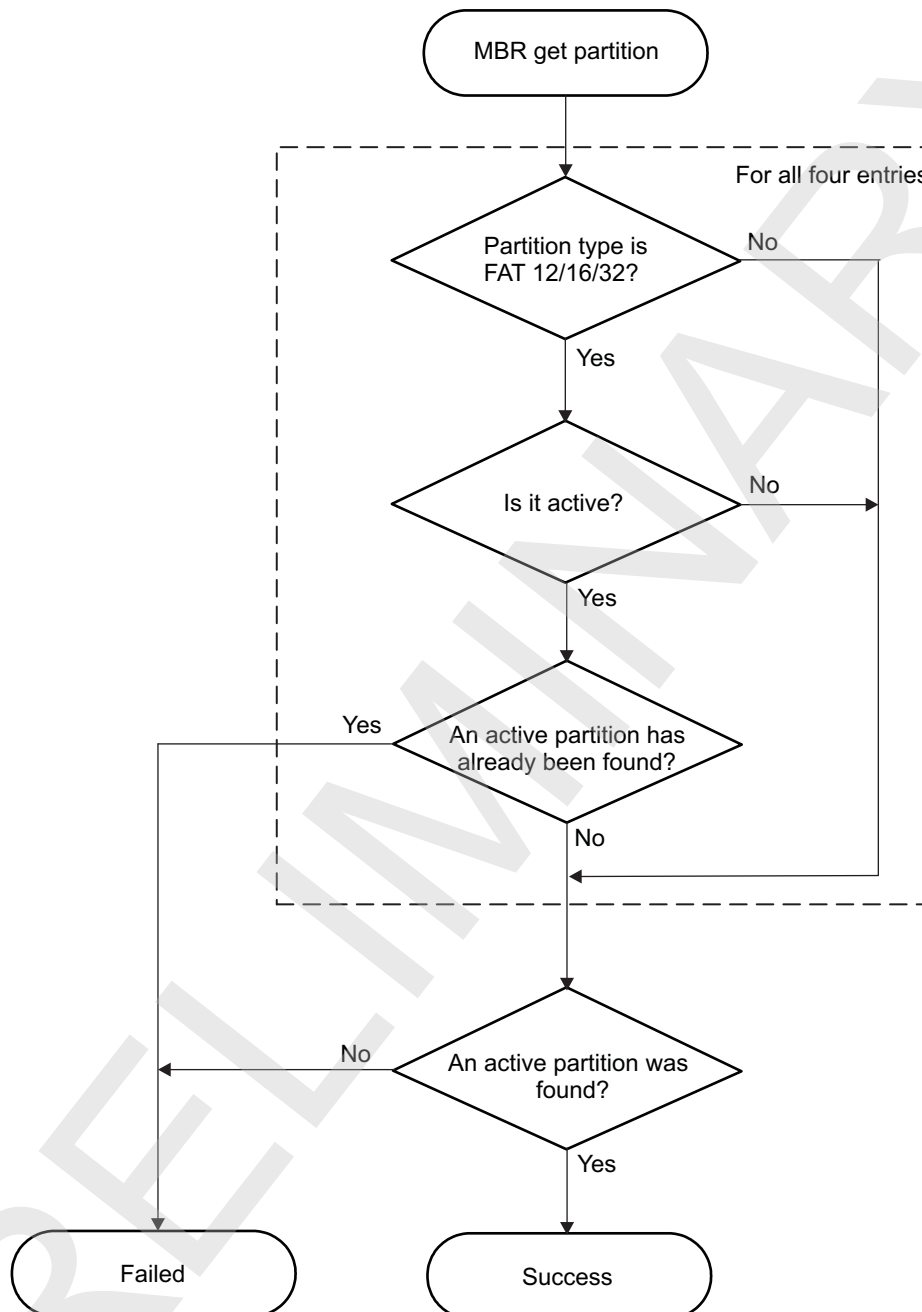 MBR get partition
For all four entries
Partition type is
FAT 12/16/32?
No
Yes
Is it active?
No
Yes
An active partition has
already been found?
Yes
No
An active partition was
found?
No
Yes
Failed
Success
RELIMINARY